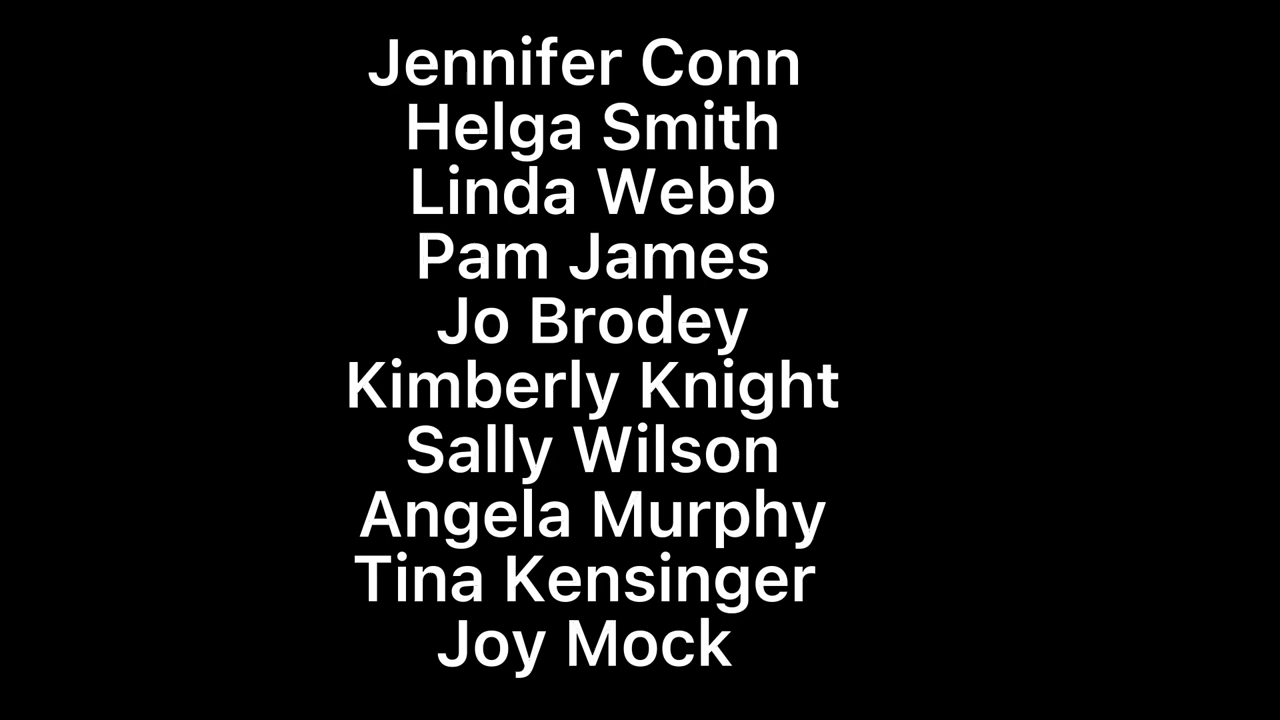 Jennifer Conn
Helga Smith
Linda Webb
Pam James
Jo Brodey
Kimberly Knight
Sally Wilson
Angela Murphy
Tina Kensinger
Joy Mock